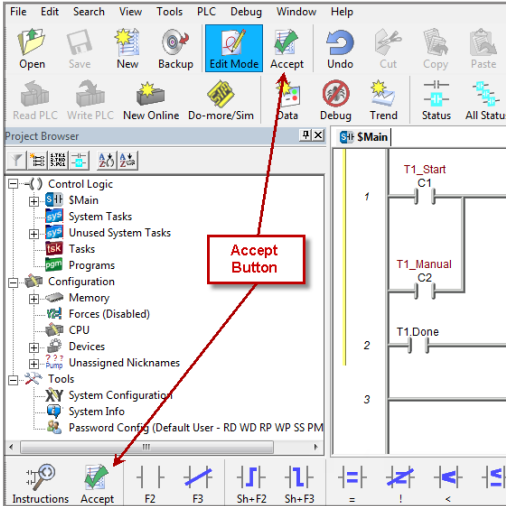 File Edit Search View Tools PLC Debug Window Help
Open Save New Backup Edit Mode Accept Undo Cut Copy Paste
Read PLC Write PLC New Online Do-more/Sim Data Debug Trend Status All Statu
Project Browser
$Main
Control Logic
$Main
System Tasks
Unused System Tasks
Tasks
Programs
Configuration
Memory
Forces (Disabled)
CPU
Devices
Unassigned Nicknames
Tools
System Configuration
System Info
Password Config (Default User - RD WD RP WP SS PM
Accept
Button
T1_Start
C1
1
T1_Manual
C2
T1.Done
2
3
Instructions Accept F2 F3 Sh+F2 Sh+F3 = ! <